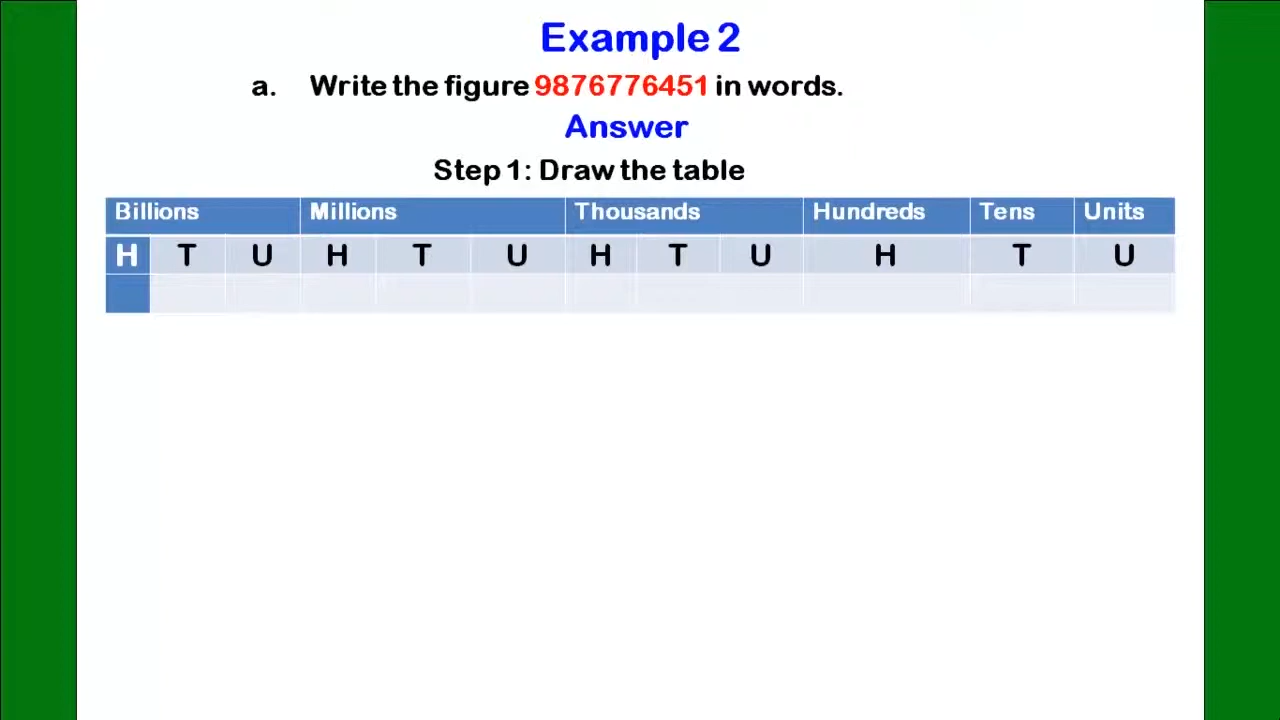 Example 2
a. Write the figure 9876776451 in words.
Answer
Step 1: Draw the table
Billions Millions Thousands Hundreds Tens Units
H T U H T U H T U H T U